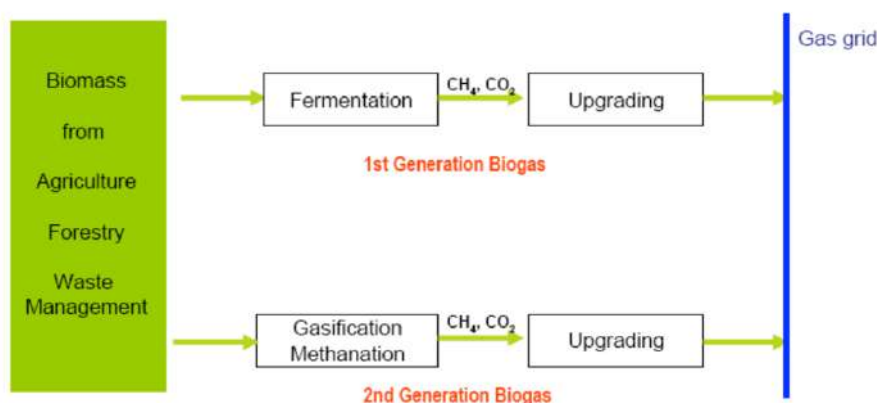 Biomass
from
Agriculture
Forestry
Waste
Management
Fermentation
CH₄, CO₂
Upgrading
Gas grid
1st Generation Biogas
Gasification
Methanation
CH₄, CO₂
Upgrading
2nd Generation Biogas